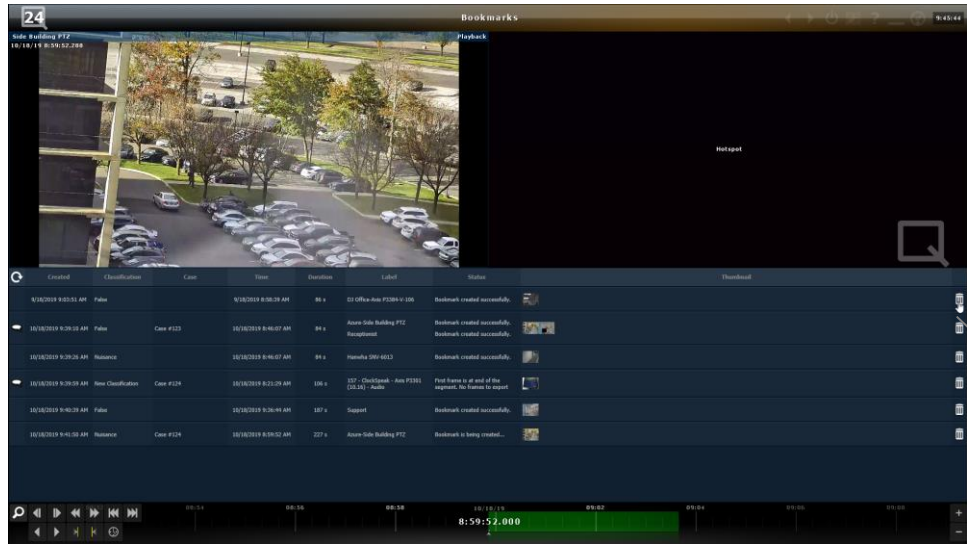 24
Bookmarks
9:45:44
Side Building PTZ
10/18/19 8:59:52.208
Playback
Hotspot
Created Classification Case Time Duration Label Status Thumbnail
9/18/2019 9:03:51 AM False 9/18/2019 8:58:39 AM 86 s D3 Office-Axis P3384-V-106 Bookmark created successfully.
10/18/2019 9:39:10 AM False Case #123 10/18/2019 8:46:07 AM 84 s Azure-Side Building PTZ Bookmark created successfully.
Receptionist Bookmark created successfully.
10/18/2019 9:39:26 AM Nuisance 10/18/2019 8:46:07 AM 84 s Hanwha SNV-6013 Bookmark created successfully.
10/18/2019 9:39:59 AM New Classification Case #124 10/18/2019 8:21:29 AM 106 s 157 - ClockSpeak - Axis P3301 First frame is at end of the
(10.16) - Audio segment. No frames to export
10/18/2019 9:40:39 AM False 10/18/2019 9:36:44 AM 187 s Support Bookmark created successfully.
10/18/2019 9:41:50 AM Nuisance Case #124 10/18/2019 8:59:52 AM 227 s Azure-Side Building PTZ Bookmark is being created...
08:54 08:56 08:58 10/18/19 09:02 09:04 09:06 09:08
8:59:52.000